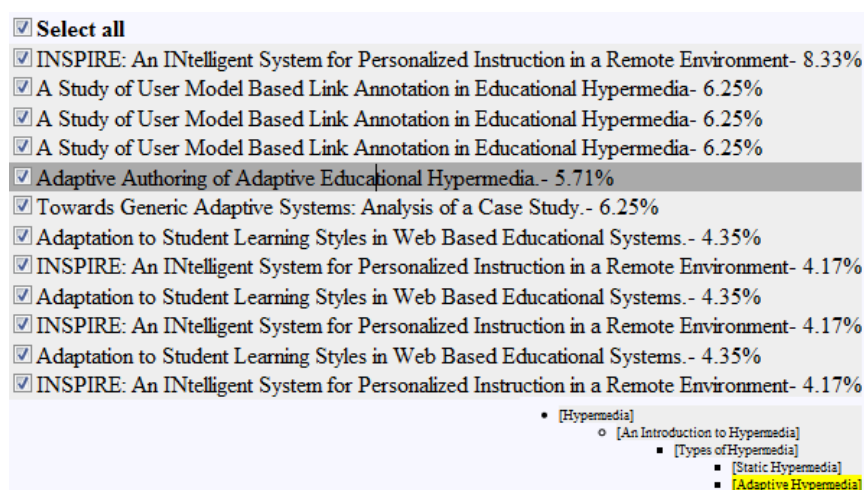 Select all
INSPIRE: An INtelligent System for Personalized Instruction in a Remote Environment- 8.33%
A Study of User Model Based Link Annotation in Educational Hypermedia- 6.25%
A Study of User Model Based Link Annotation in Educational Hypermedia- 6.25%
A Study of User Model Based Link Annotation in Educational Hypermedia- 6.25%
Adaptive Authoring of Adaptive Educational Hypermedia.- 5.71%
Towards Generic Adaptive Systems: Analysis of a Case Study.- 6.25%
Adaptation to Student Learning Styles in Web Based Educational Systems.- 4.35%
INSPIRE: An INtelligent System for Personalized Instruction in a Remote Environment- 4.17%
Adaptation to Student Learning Styles in Web Based Educational Systems.- 4.35%
INSPIRE: An INtelligent System for Personalized Instruction in a Remote Environment- 4.17%
Adaptation to Student Learning Styles in Web Based Educational Systems.- 4.35%
INSPIRE: An INtelligent System for Personalized Instruction in a Remote Environment- 4.17%
[Hypermedia]
[An Introduction to Hypermedia]
[Types of Hypermedia]
[Static Hypermedia]
[Adaptive Hypermedia]